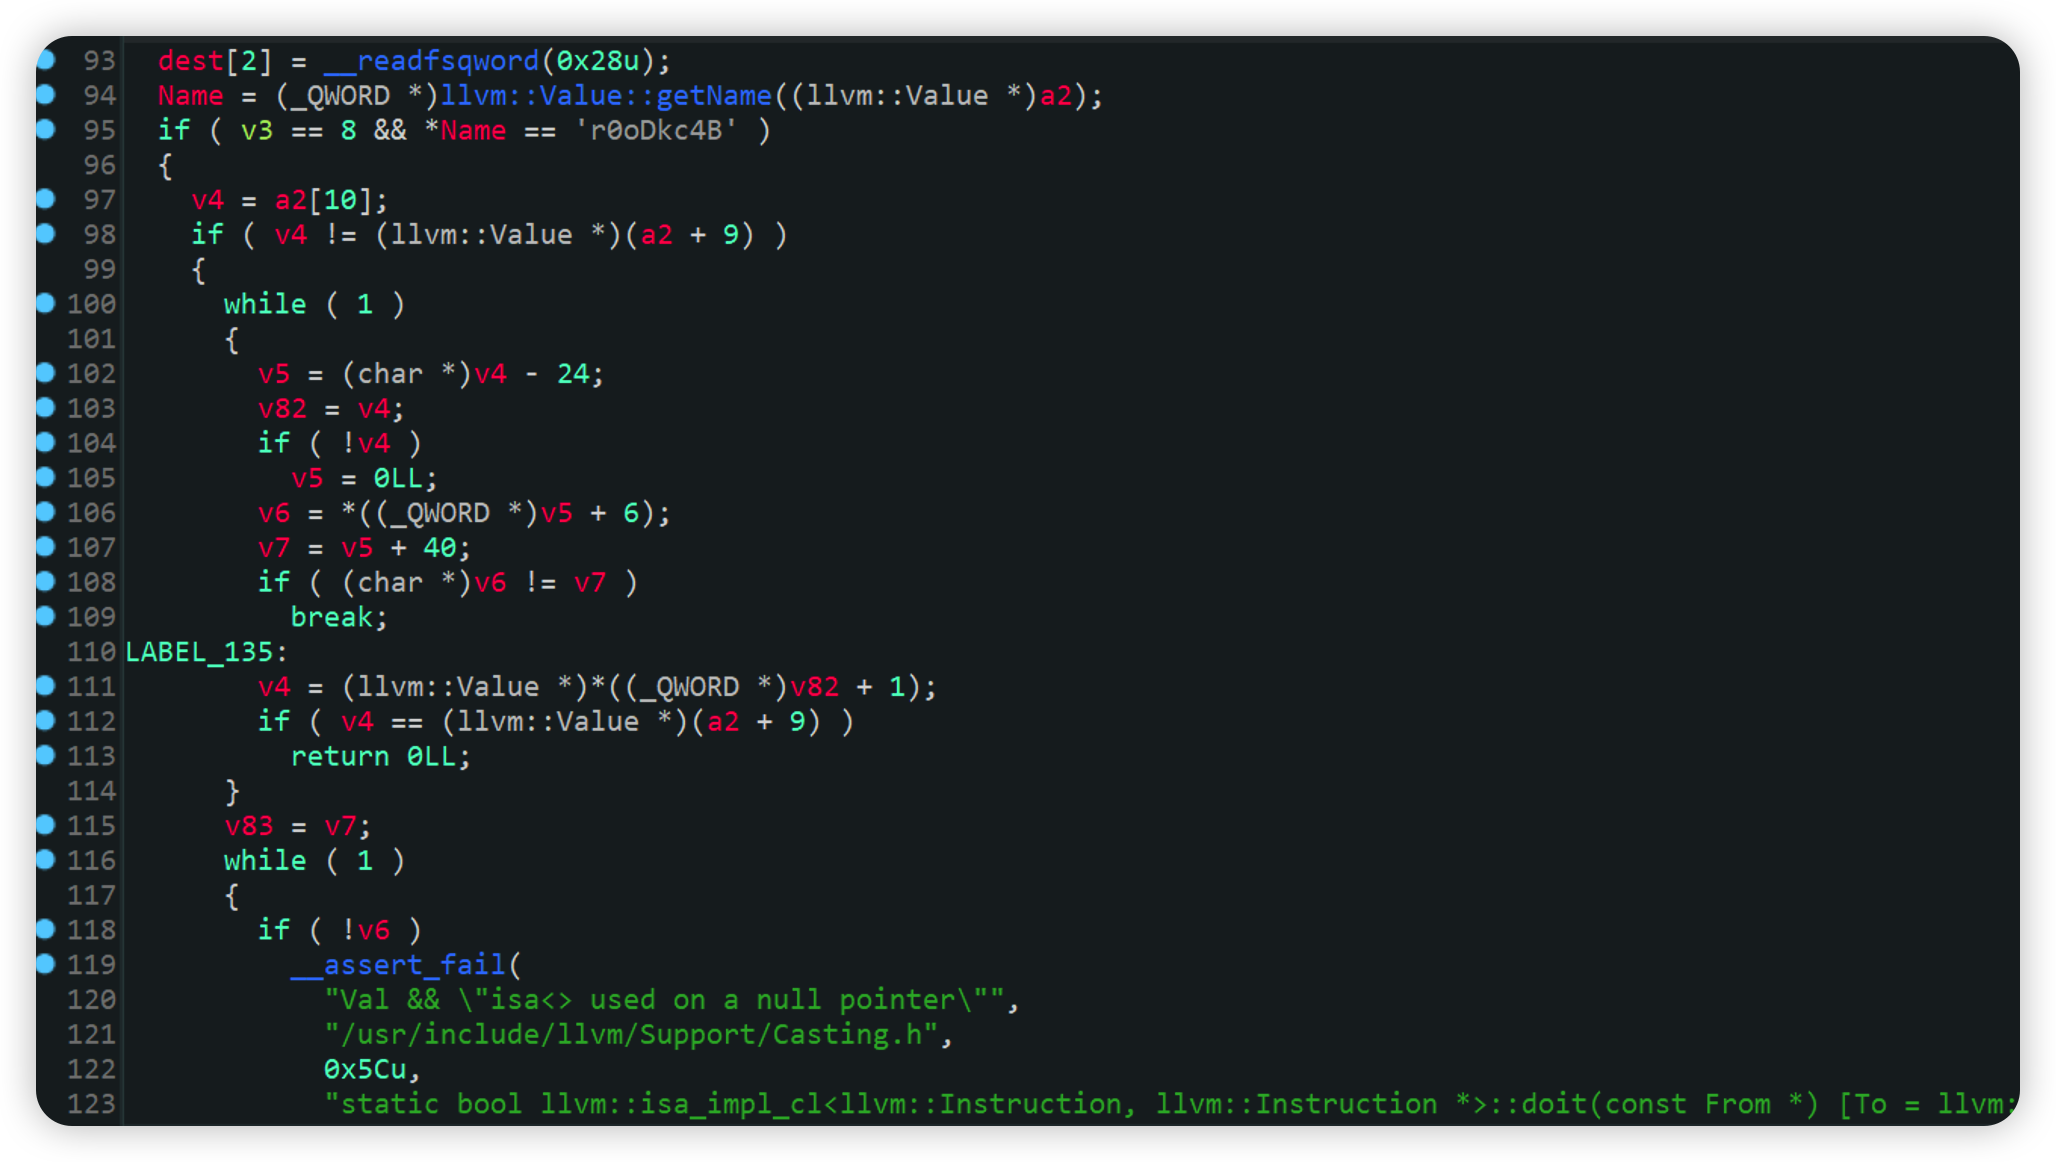 93 dest[2] = __readfsqword(0x28u);
94 Name = (_QWORD *)llvm::Value::getName((llvm::Value *)a2);
95 if ( v3 == 8 && *Name == 'r0oDkc4B' )
96 {
97 v4 = a2[10];
98 if ( v4 != (llvm::Value *)(a2 + 9) )
99 {
100 while ( 1 )
101 {
102 v5 = (char *)v4 - 24;
103 v82 = v4;
104 if ( !v4 )
105 v5 = 0LL;
106 v6 = *((_QWORD *)v5 + 6);
107 v7 = v5 + 40;
108 if ( (char *)v6 != v7 )
109 break;
110 LABEL_135:
111 v4 = (llvm::Value *)*((_QWORD *)v82 + 1);
112 if ( v4 == (llvm::Value *)(a2 + 9) )
113 return 0LL;
114 }
115 v83 = v7;
116 while ( 1 )
117 {
118 if ( !v6 )
119 __assert_fail(
120 "Val && \"isa<> used on a null pointer\"",
121 "/usr/include/llvm/Support/Casting.h",
122 0x5Cu,
123 "static bool llvm::isa_impl_cl<llvm::Instruction, llvm::Instruction *>::doit(const From *) [To = llvm: